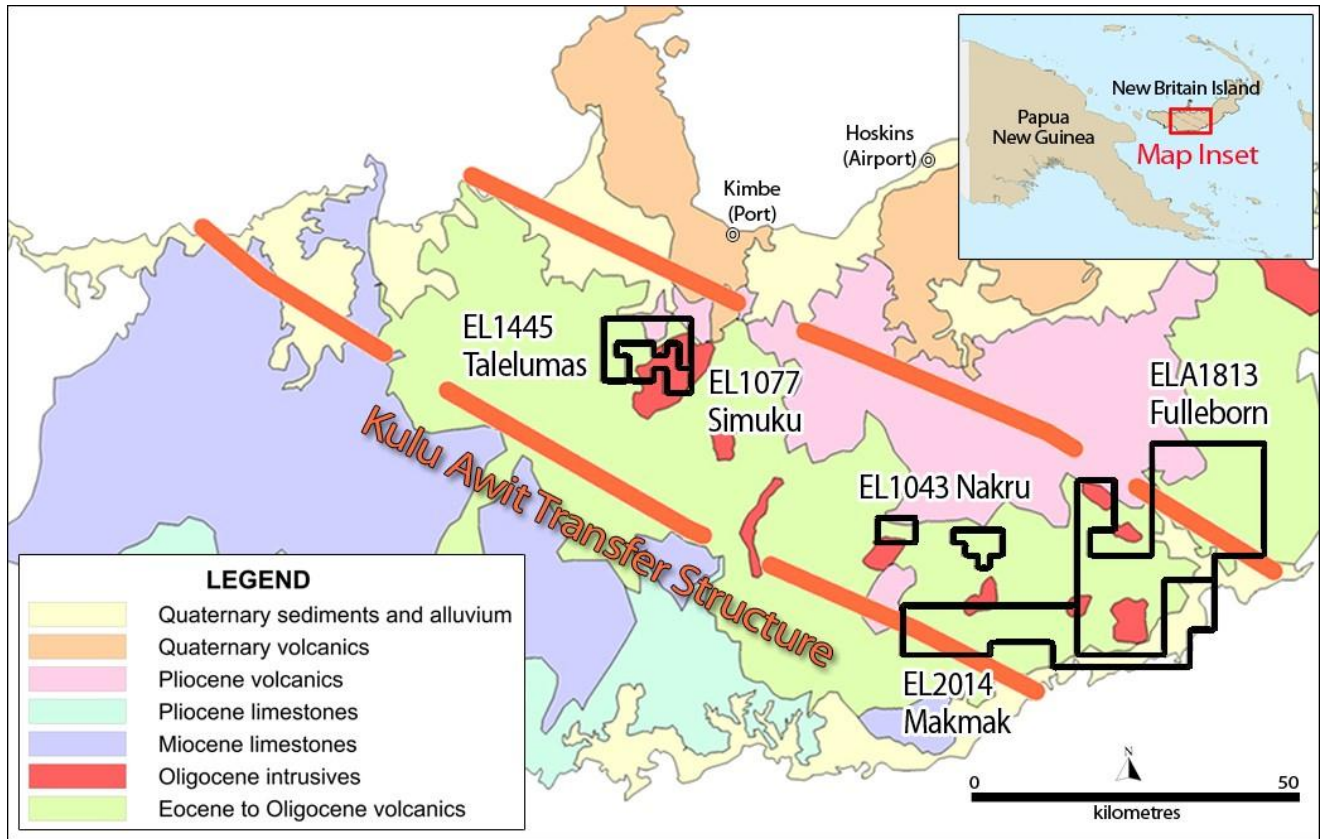 New Britain Island
Papua
New Guinea
Map Inset
Hoskins
(Airport)
Kimbe
(Port)
EL1445
Talelumas
EL1077
Simuku
ELA1813
Fulleborn
EL1043 Nakru
Kulu Awit Transfer Structure
EL2014
Makmak
LEGEND
Quaternary sediments and alluvium
Quaternary volcanics
Pliocene volcanics
Pliocene limestones
Miocene limestones
Oligocene intrusives
Eocene to Oligocene volcanics
N
0 50
kilometres